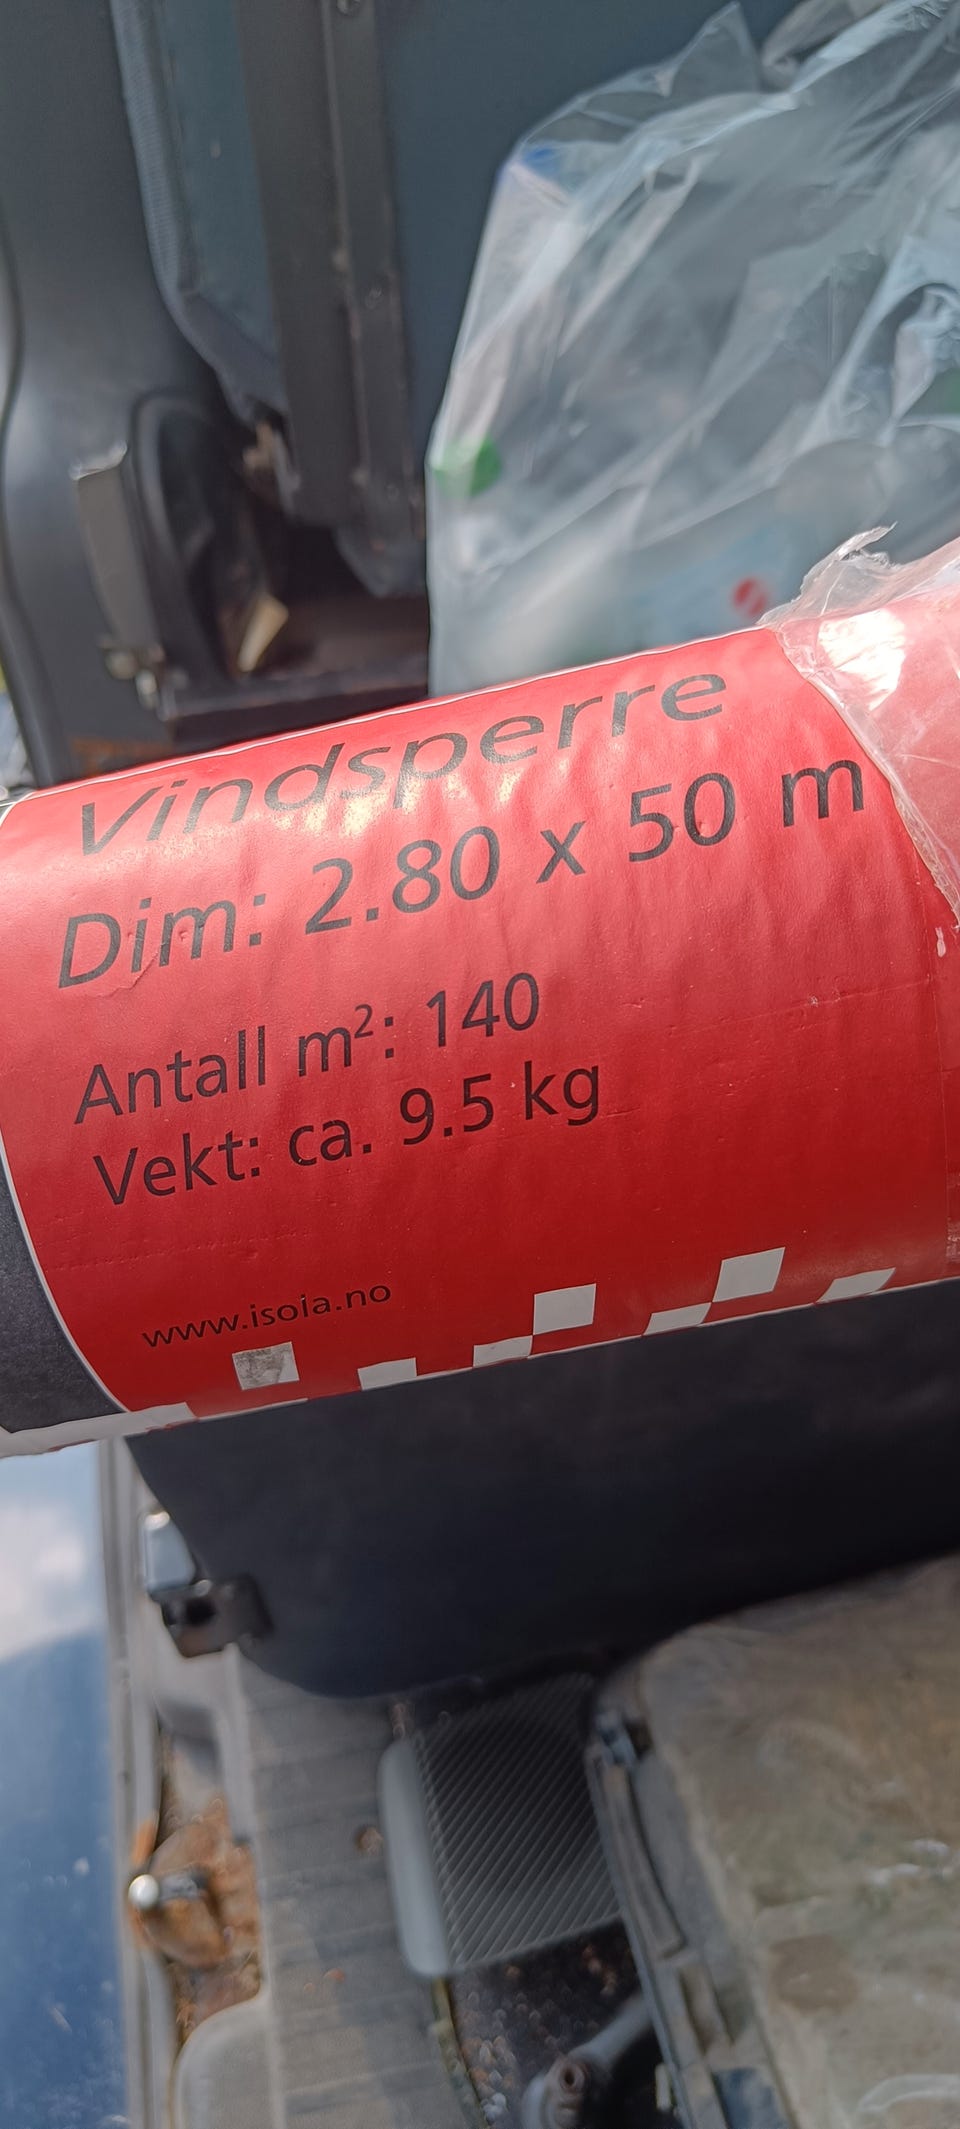 Vindsperre
Dim: 2.80 x 50 m
Antall m²: 140
Vekt: ca. 9.5 kg
www.isola.no